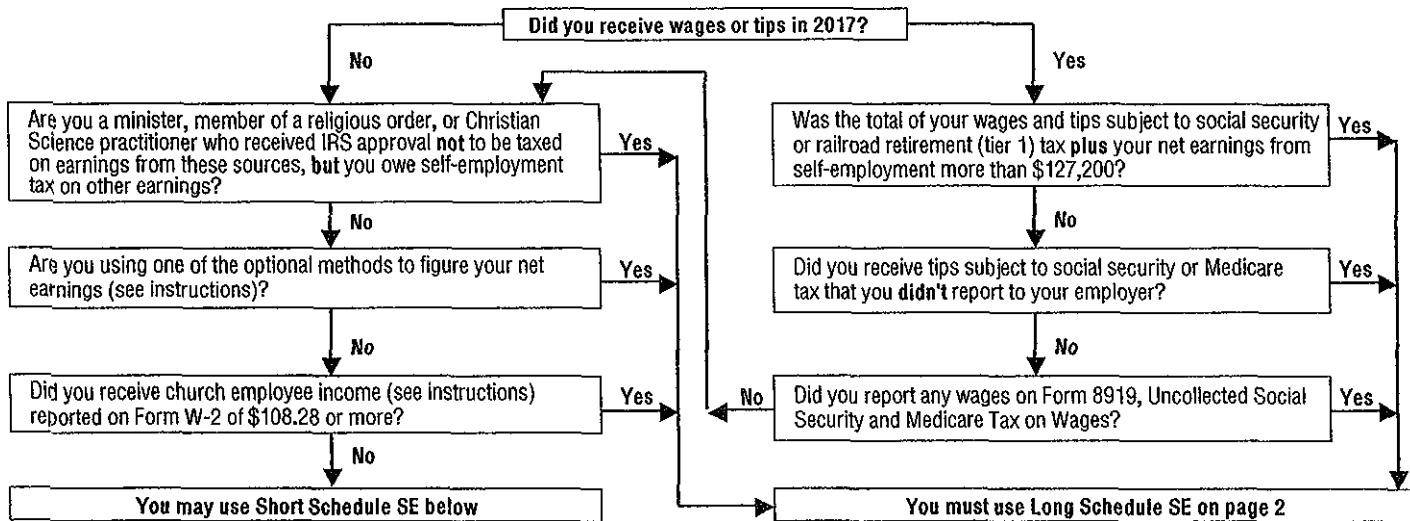 Did you receive wages or tips in 2017?
No
Yes
Are you a minister, member of a religious order, or Christian
Science practitioner who received IRS approval not to be taxed
on earnings from these sources, but you owe self-employment
tax on other earnings?
Yes
Was the total of your wages and tips subject to social security
or railroad retirement (tier 1) tax plus your net earnings from
self-employment more than $127,200?
Yes
No
No
Are you using one of the optional methods to figure your net
earnings (see instructions)?
Yes
Did you receive tips subject to social security or Medicare
tax that you didn't report to your employer?
Yes
No
No
Did you receive church employee income (see instructions)
reported on Form W-2 of $108.28 or more?
Yes
No
Did you report any wages on Form 8919, Uncollected Social
Security and Medicare Tax on Wages?
Yes
No
You may use Short Schedule SE below
You must use Long Schedule SE on page 2